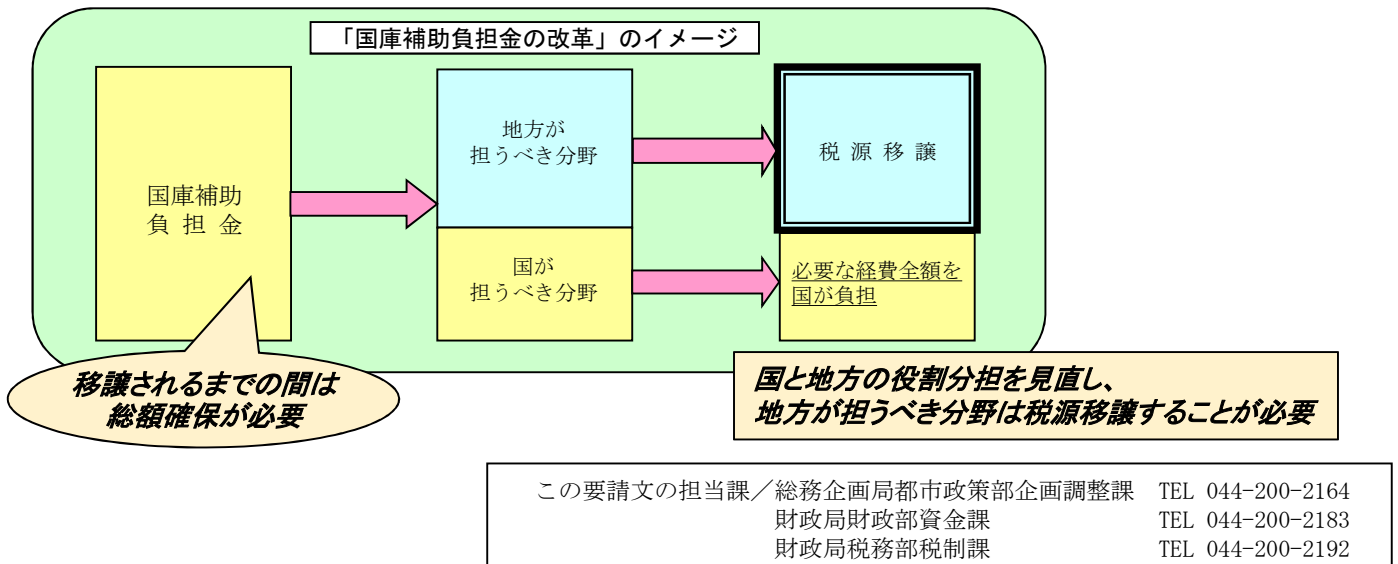 「国庫補助負担金の改革」のイメージ
国庫補助
負 担 金
地方が
担うべき分野
税 源 移 譲
国が
担うべき分野
必要な経費全額を
国が負担
移譲されるまでの間は
総額確保が必要
国と地方の役割分担を見直し、
地方が担うべき分野は税源移譲することが必要
この要請文の担当課／総務企画局都市政策部企画調整課 TEL 044-200-2164
財政局財政部資金課 TEL 044-200-2183
財政局税務部税制課 TEL 044-200-2192